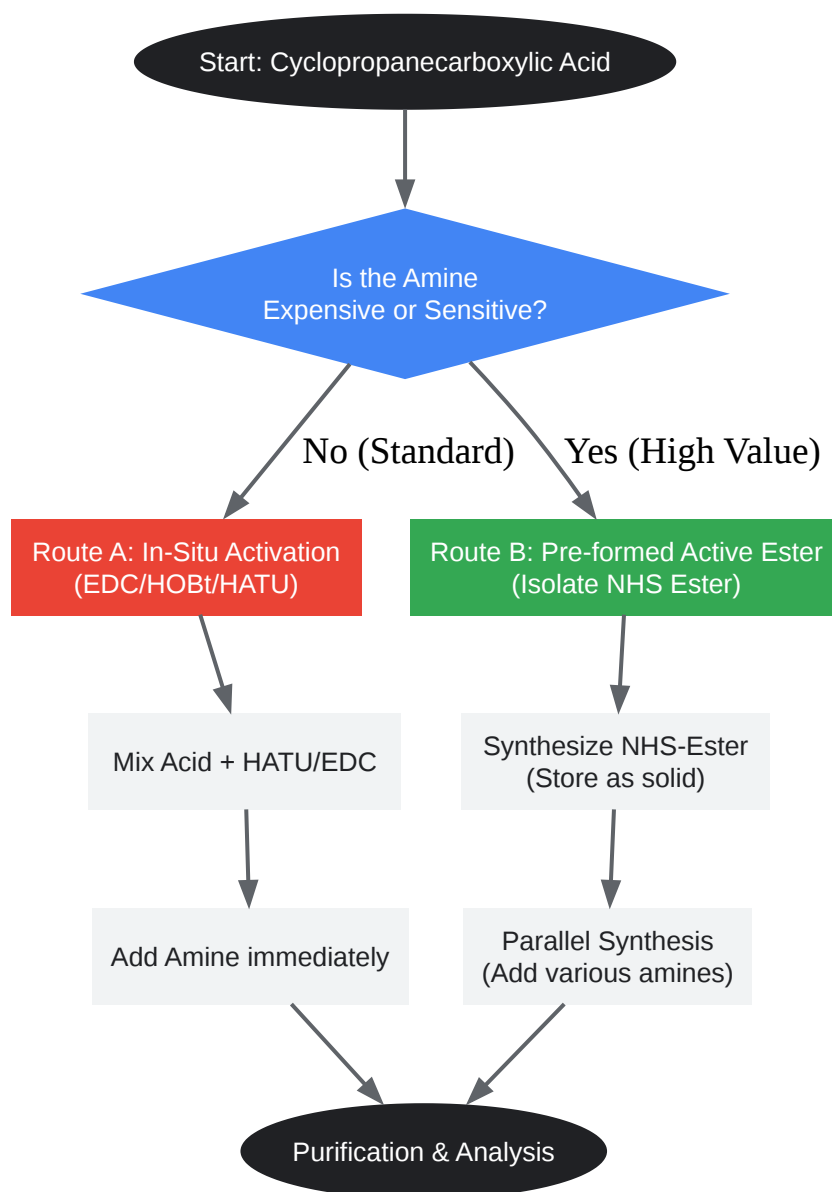 Start: Cyclopropanecarboxylic Acid
Is the Amine
Expensive or Sensitive?
No (Standard)
Yes (High Value)
Route A: In-Situ Activation
(EDC/HOBt/HATU)
Route B: Pre-formed Active Ester
(Isolate NHS Ester)
Mix Acid + HATU/EDC
Synthesize NHS-Ester
(Store as solid)
Add Amine immediately
Parallel Synthesis
(Add various amines)
Purification & Analysis